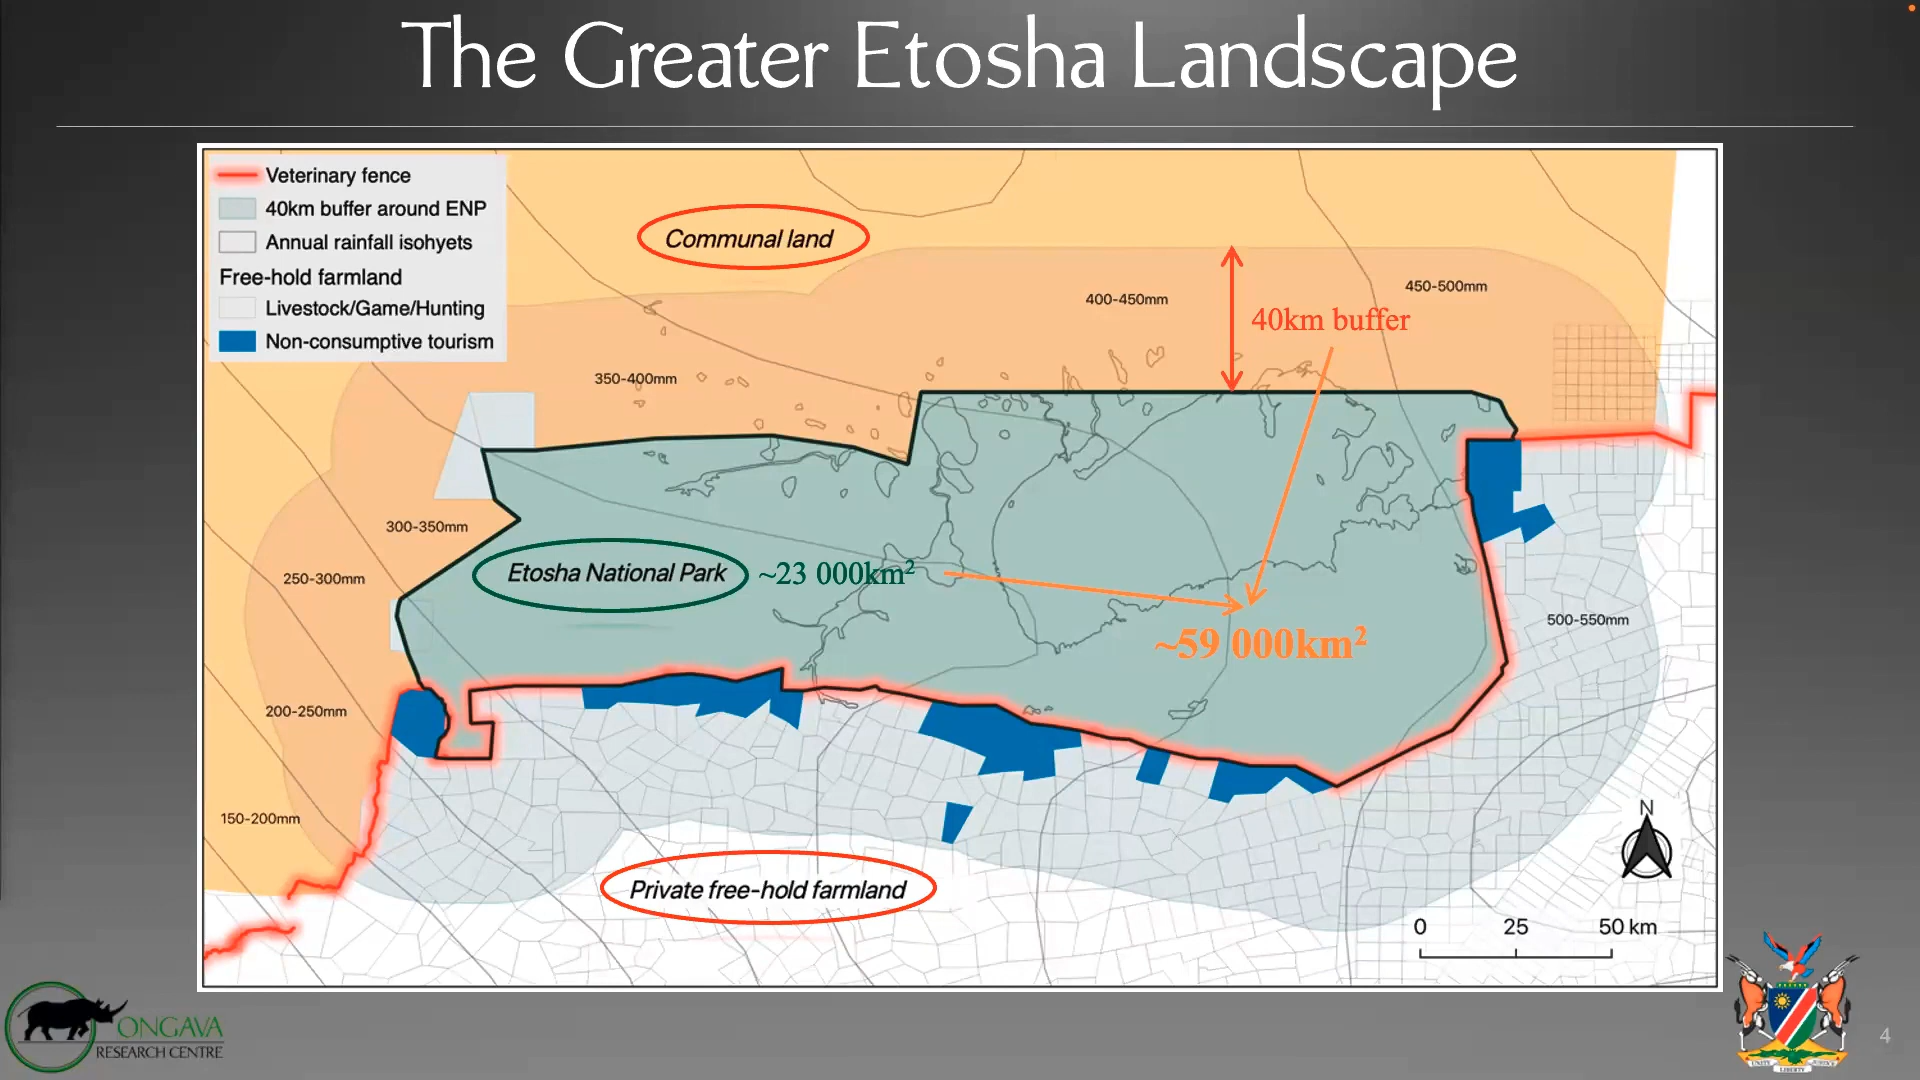 The Greater Etosha Landscape
Veterinary fence
40km buffer around ENP
Annual rainfall isohyets
Free-hold farmland
Livestock/Game/Hunting
Non-consumptive tourism
Communal land
450-500mm
400-450mm
40km buffer
350-400mm
300-350mm
Etosha National Park
~23 000km²
250-300mm
500-550mm
~59 000km²
200-250mm
150-200mm
N
Private free-hold farmland
0 25 50 km
ONGAVA
RESEARCH CENTRE
UNITY LIBERTY JUSTICE
4